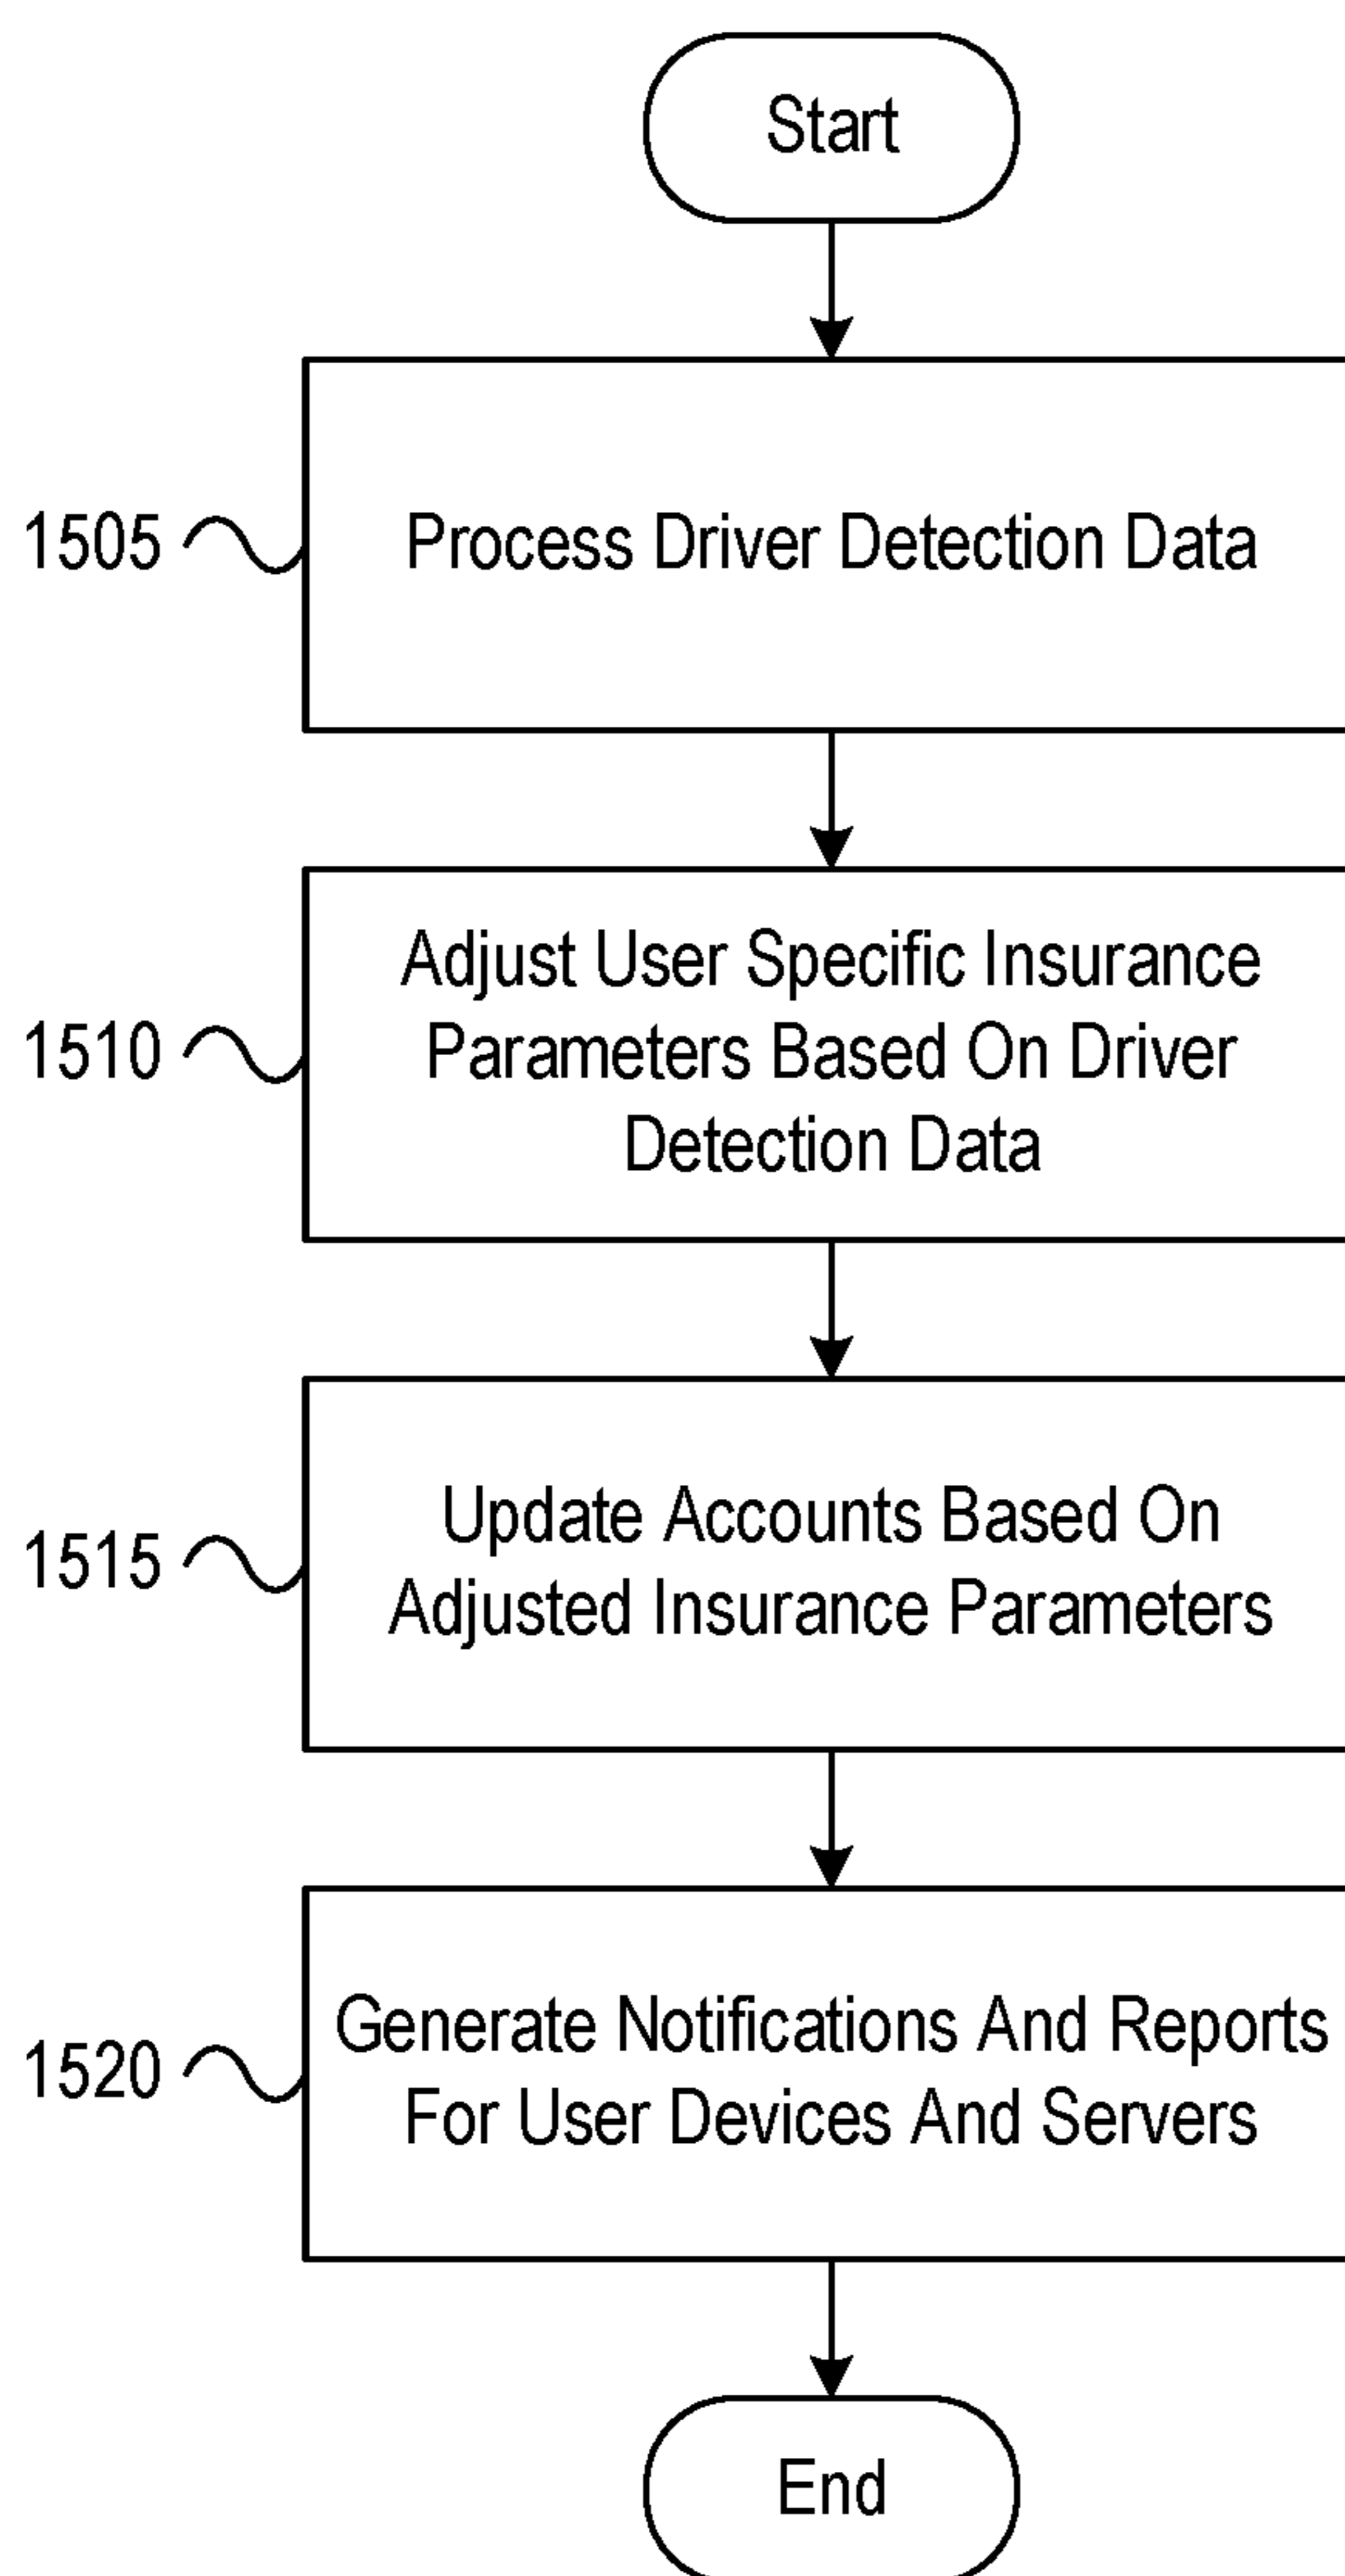 Start
1505
Process Driver Detection Data
1510
Adjust User Specific Insurance
Parameters Based On Driver
Detection Data
1515
Update Accounts Based On
Adjusted Insurance Parameters
1520
Generate Notifications And Reports
For User Devices And Servers
End